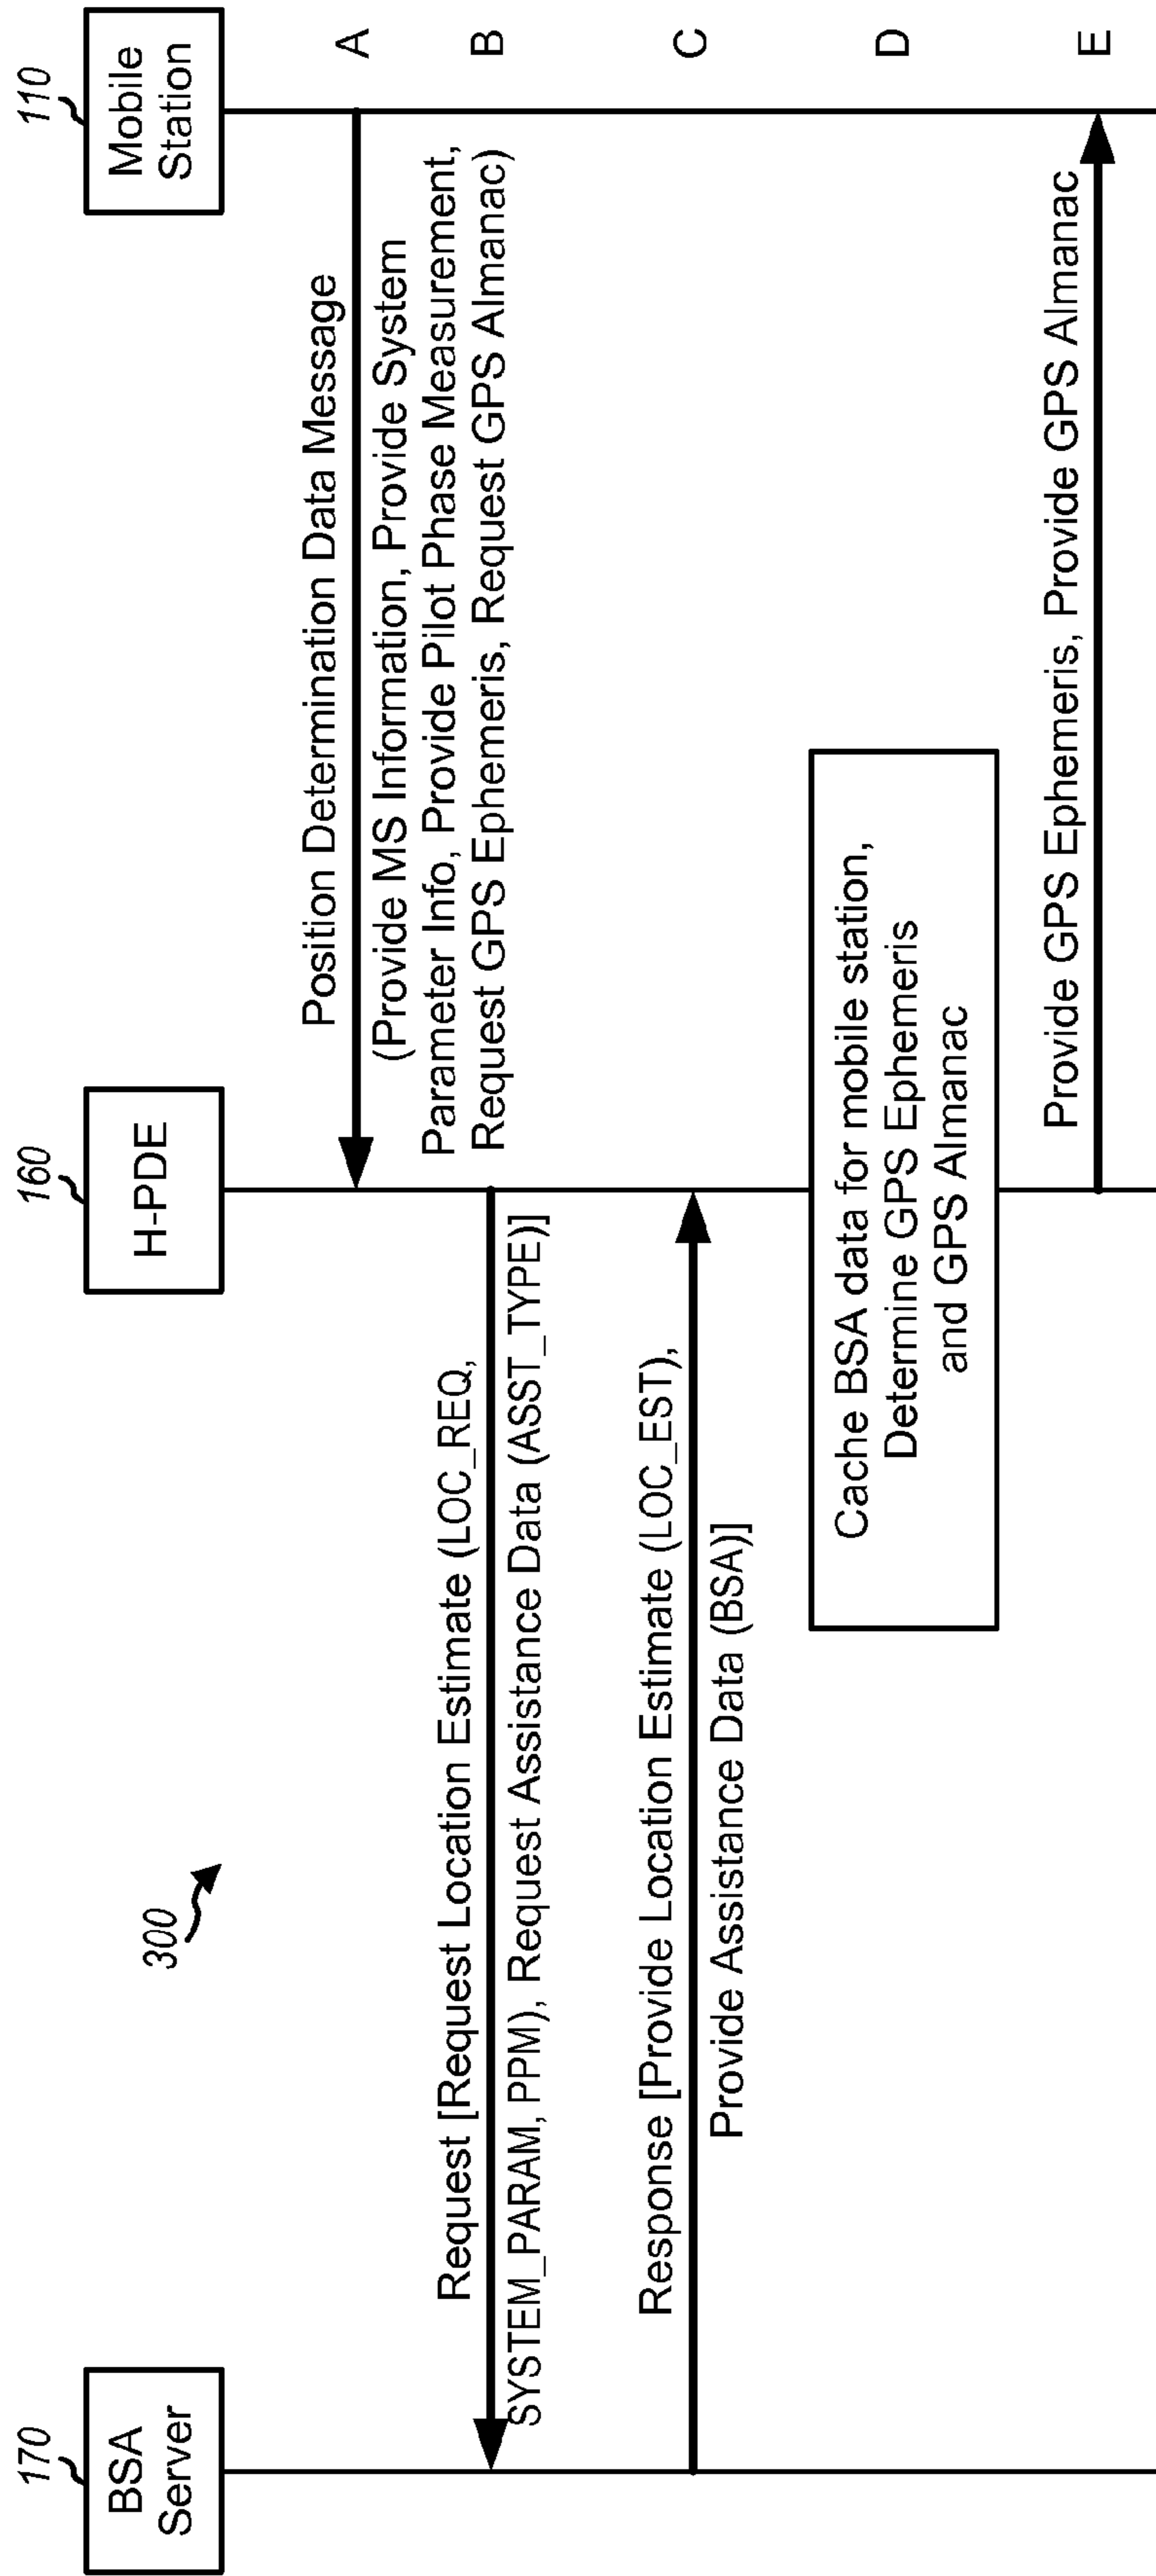 170
BSA
Server
160
H-PDE
110
Mobile
Station
300
Position Determination Data Message
A
(Provide MS Information, Provide System
Parameter Info, Provide Pilot Phase Measurement,
Request GPS Ephemeris, Request GPS Almanac)
Request [Request Location Estimate (LOC_REQ,
SYSTEM_PARAM, PPM), Request Assistance Data (ASST_TYPE)]
B
Response [Provide Location Estimate (LOC_EST),
Provide Assistance Data (BSA)]
C
Cache BSA data for mobile station,
Determine GPS Ephemeris
and GPS Almanac
D
Provide GPS Ephemeris, Provide GPS Almanac
E